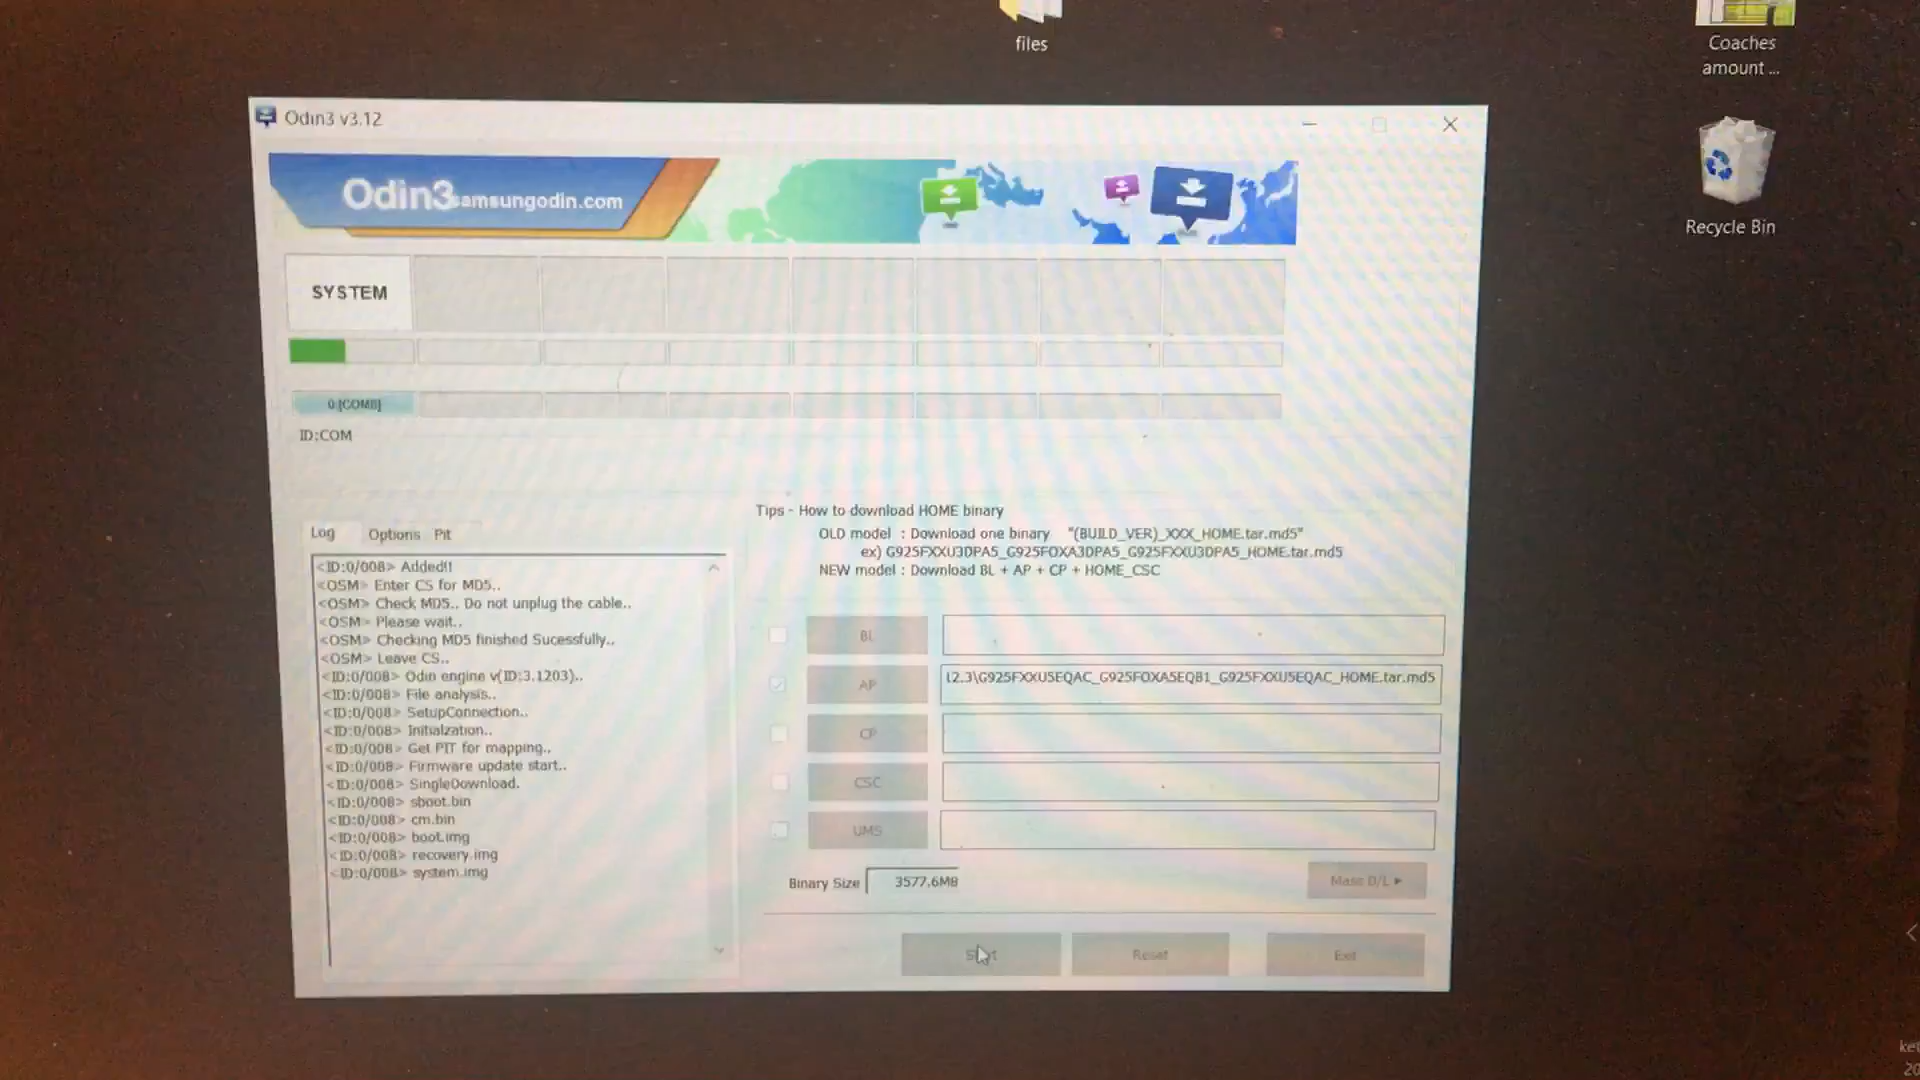 files
Coaches
amount ...
Recycle Bin
Odin3 v3.12
Odin3
samsungodin.com
SYSTEM
0:[COM8]
ID:COM
Log
Options
Pit
<ID:0/008> Added!!
<OSM> Enter CS for MD5..
<OSM> Check MD5.. Do not unplug the cable..
<OSM> Please wait..
<OSM> Checking MD5 finished Sucessfully..
<OSM> Leave CS..
<ID:0/008> Odin engine v(ID:3.1203)..
<ID:0/008> File analysis..
<ID:0/008> SetupConnection..
<ID:0/008> Initialzation..
<ID:0/008> Get PIT for mapping..
<ID:0/008> Firmware update start..
<ID:0/008> SingleDownload.
<ID:0/008> sboot.bin
<ID:0/008> cm.bin
<ID:0/008> boot.img
<ID:0/008> recovery.img
<ID:0/008> system.img
Tips - How to download HOME binary
OLD model : Download one binary "(BUILD_VER)_XXX_HOME.tar.md5"
ex) G925FXXU3DPA5_G925FOXA3DPA5_G925FXXU3DPA5_HOME.tar.md5
NEW model : Download BL + AP + CP + HOME_CSC
BL
AP
12.3\G925FXXU5EQAC_G925FOXA5EQB1_G925FXXU5EQAC_HOME.tar.md5
CP
CSC
UMS
Binary Size 3577.6MB
Mass D/L
Start
Reset
Exit